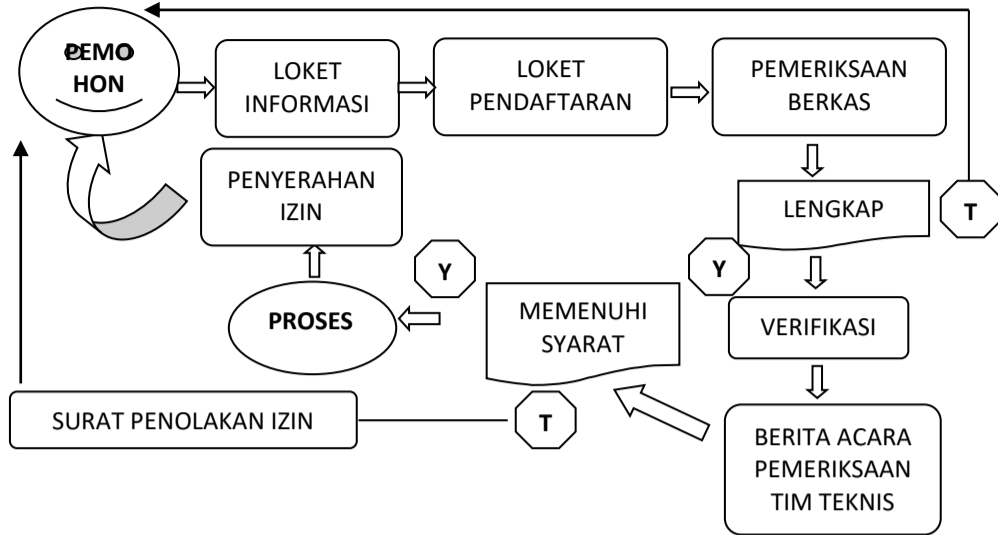 PEMO
HON
LOKET
INFORMASI
LOKET
PENDAFTARAN
PEMERIKSAAN
BERKAS
PENYERAHAN
IZIN
LENGKAP
T
Y
Y
PROSES
MEMENUHI
SYARAT
VERIFIKASI
SURAT PENOLAKAN IZIN
T
BERITA ACARA
PEMERIKSAAN
TIM TEKNIS